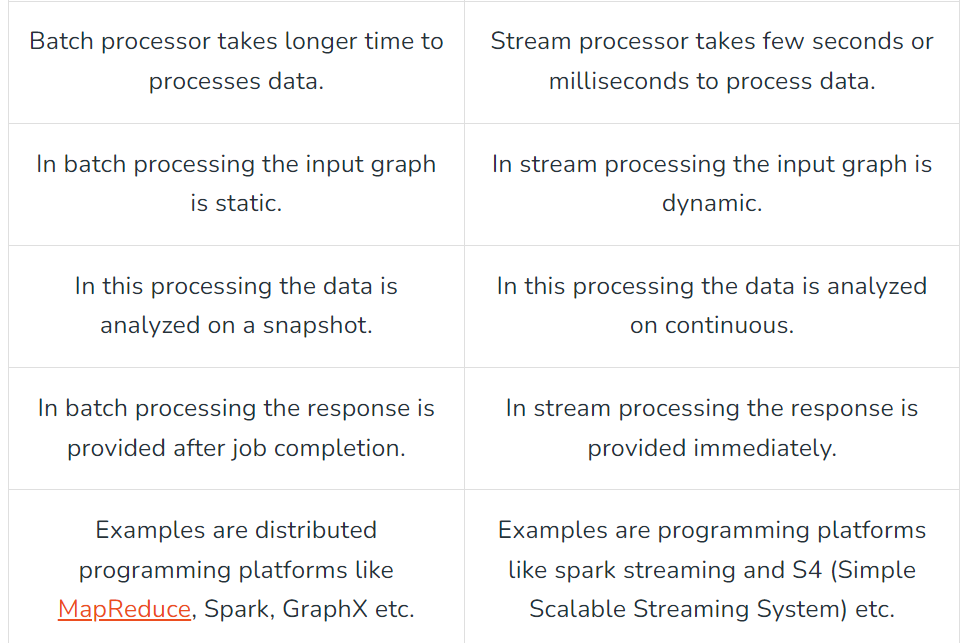 Batch processor takes longer time to
processes data.
Stream processor takes few seconds or
milliseconds to process data.
In batch processing the input graph
is static.
In stream processing the input graph is
dynamic.
In this processing the data is
analyzed on a snapshot.
In this processing the data is analyzed
on continuous.
In batch processing the response is
provided after job completion.
In stream processing the response is
provided immediately.
Examples are distributed
programming platforms like
MapReduce, Spark, GraphX etc.
Examples are programming platforms
like spark streaming and S4 (Simple
Scalable Streaming System) etc.